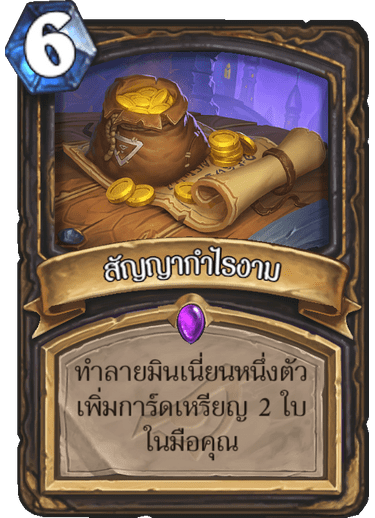 6
สัญญากำไรงาม
ทำลายมินเนี่ยนหนึ่งตัว
เพิ่มการ์ดเหรียญ 2 ใบ
ในมือคุณ